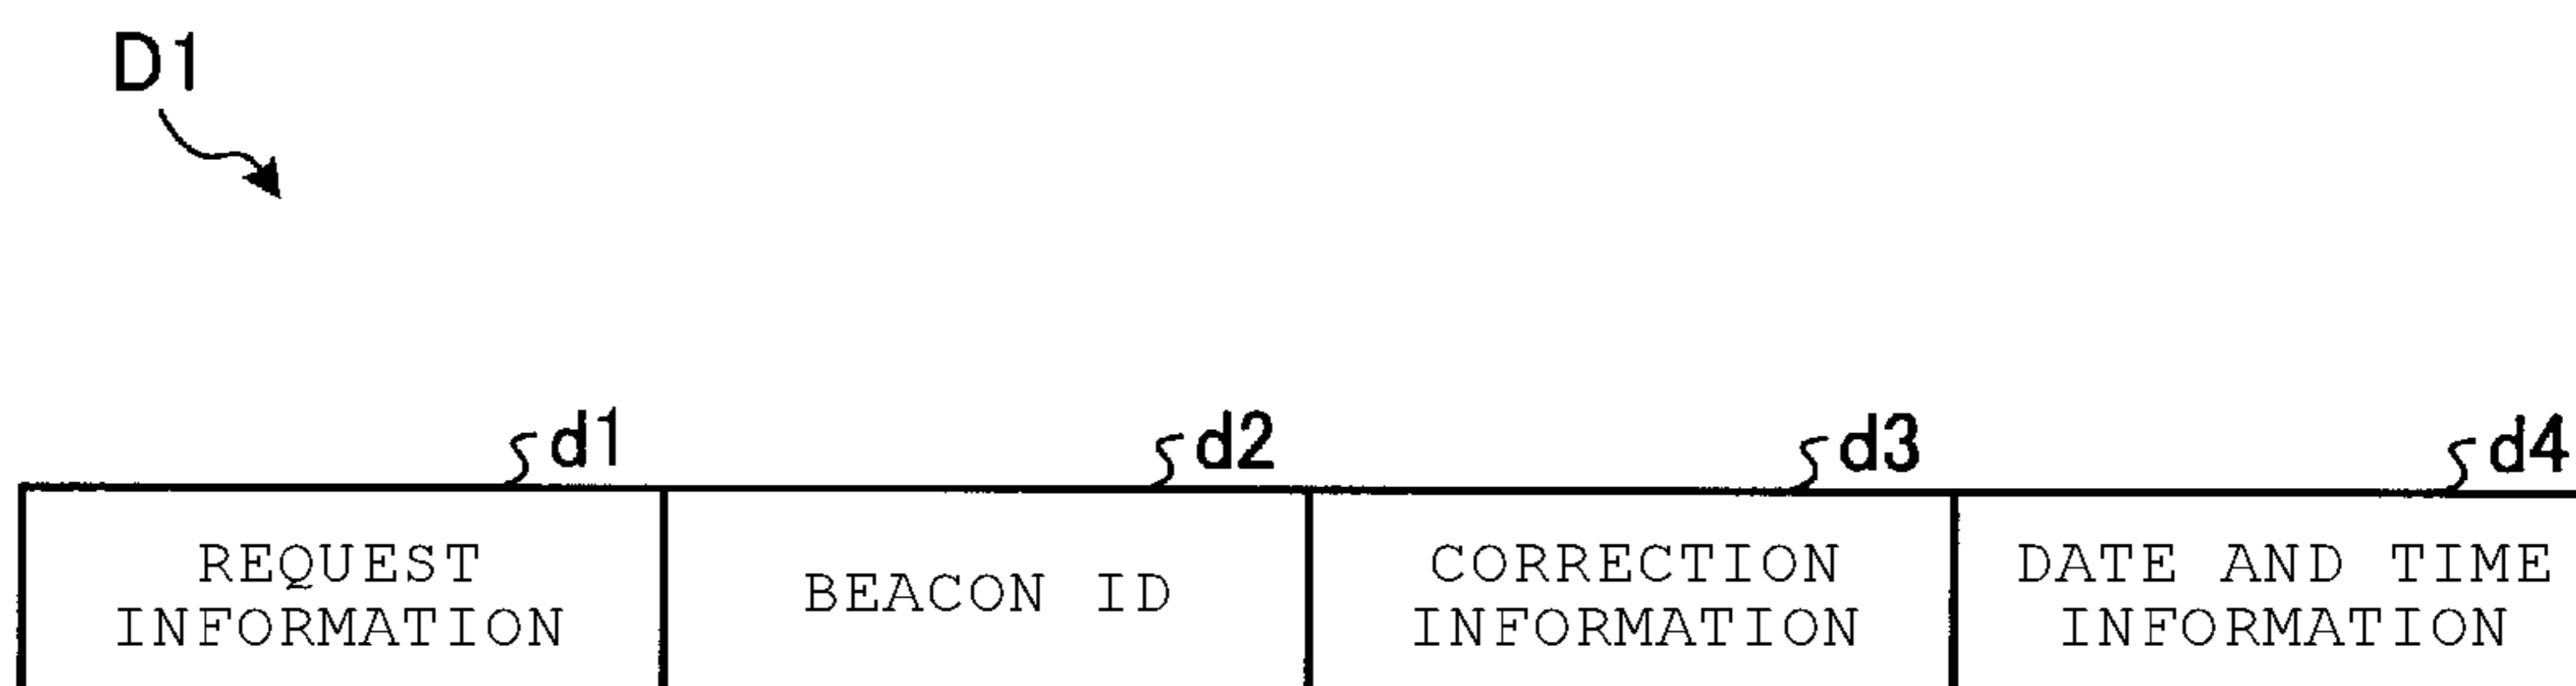 D1
d1 d2 d3 d4
REQUEST
INFORMATION
BEACON ID
CORRECTION
INFORMATION
DATE AND TIME
INFORMATION